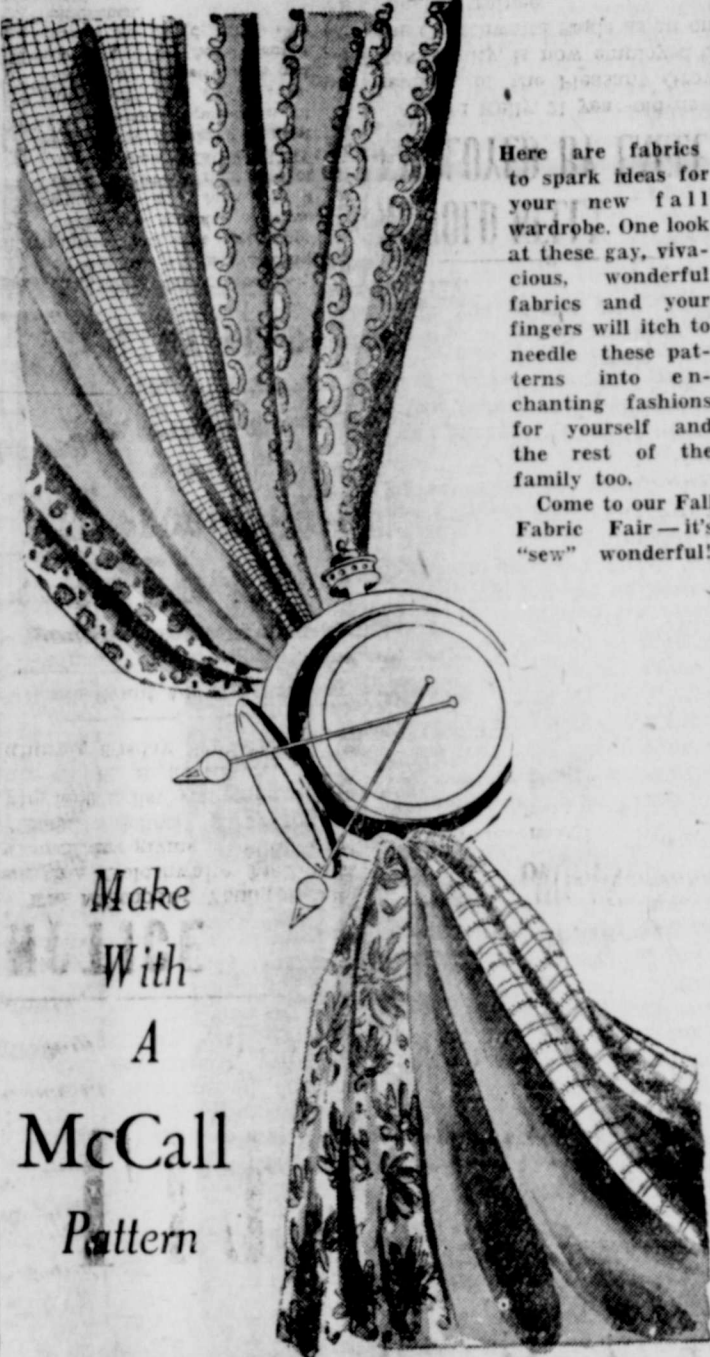 Here are fabrics
to spark ideas for
your new fall
wardrobe. One look
at these gay, viva-
cious, wonderful
fabrics and your
fingers will itch to
needle these pat-
terns into en-
chanting fashions
for yourself and
the rest of the
family too.
Come to our Fall
Fabric Fair — it's
"sew" wonderful!
Make
With
A
McCall
Pattern